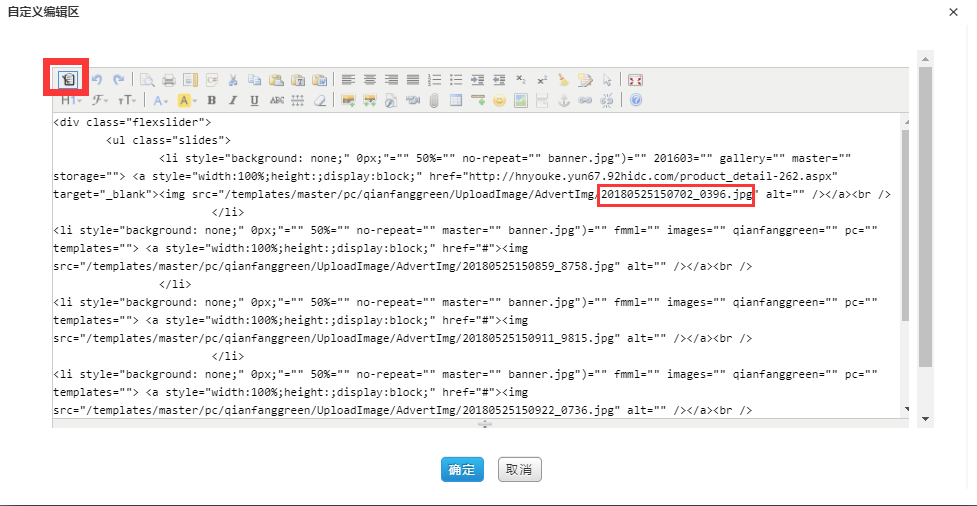 自定义编辑区
H1 F тT A A B I U ABC
<div class="flexslider">
<ul class="slides">
<li style="background: none;" 0px;"="" 50%="" no-repeat="" banner.jpg")="" 201603="" gallery="" master=""
storage=""> <a style="width:100%;height:;display:block;" href="http://hnyouke.yun67.92hidc.com/product_detail-262.aspx"
target="_blank"><img src="/templates/master/pc/qianfanggreen/UploadImage/AdvertImg/20180525150702_0396.jpg" alt="" /></a><br />
</li>
<li style="background: none;" 0px;"="" 50%="" no-repeat="" master="" banner.jpg")="" fmml="" images="" qianfanggreen="" pc=""
templates=""> <a style="width:100%;height:;display:block;" href="#"><img
src="/templates/master/pc/qianfanggreen/UploadImage/AdvertImg/20180525150859_8758.jpg" alt="" /></a><br />
</li>
<li style="background: none;" 0px;"="" 50%="" no-repeat="" master="" banner.jpg")="" fmml="" images="" qianfanggreen="" pc=""
templates=""> <a style="width:100%;height:;display:block;" href="#"><img
src="/templates/master/pc/qianfanggreen/UploadImage/AdvertImg/20180525150911_9815.jpg" alt="" /></a><br />
</li>
<li style="background: none;" 0px;"="" 50%="" no-repeat="" master="" banner.jpg")="" fmml="" images="" qianfanggreen="" pc=""
templates=""> <a style="width:100%;height:;display:block;" href="#"><img
src="/templates/master/pc/qianfanggreen/UploadImage/AdvertImg/20180525150922_0736.jpg" alt="" /></a><br />
确定
取消